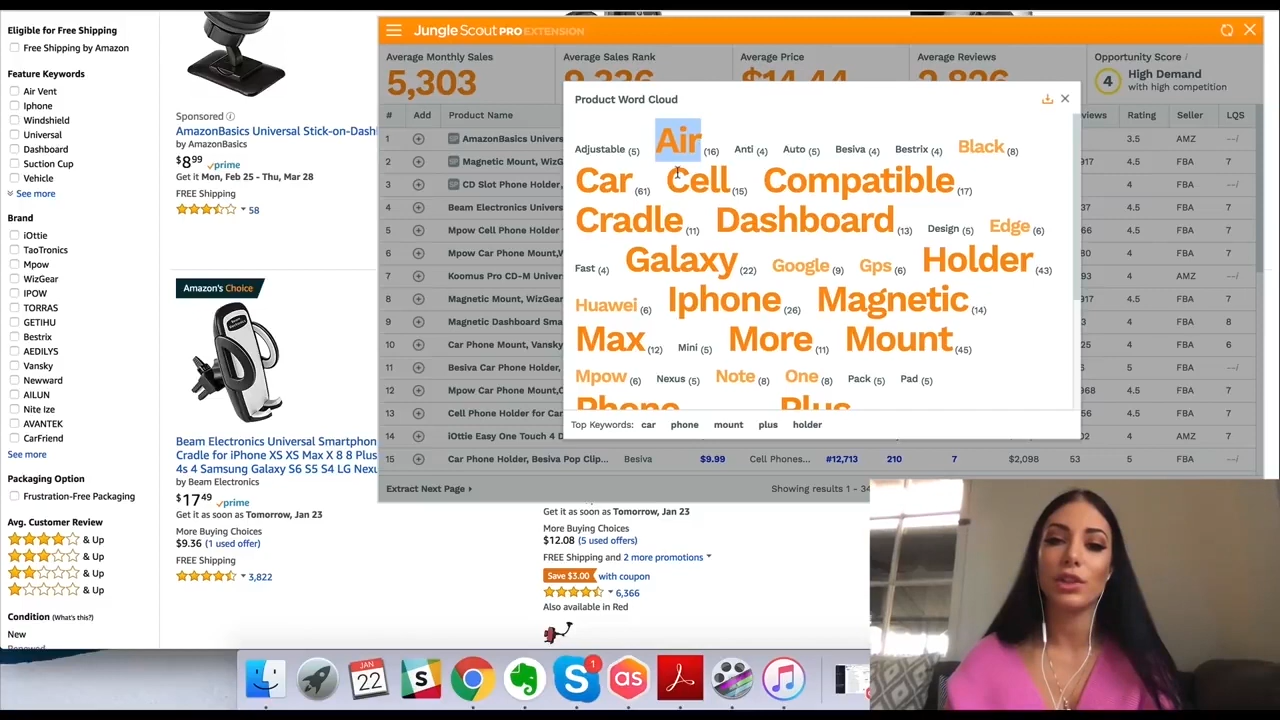 Eligible for Free Shipping
Free Shipping by Amazon
Feature Keywords
Air Vent
Iphone
Windshield
Universal
Dashboard
Suction Cup
Vehicle
See more
Brand
iOttie
TaoTronics
Mpow
WizGear
IPOW
TORRAS
GETIHU
Bestrix
AEDILYS
Vansky
Newward
AILUN
Nite Ize
AVANTEK
CarFriend
See more
Packaging Option
Frustration-Free Packaging
Avg. Customer Review
& Up
& Up
& Up
& Up
Condition (What's this?)
New
Sponsored
AmazonBasics Universal Stick-on-Dash
by AmazonBasics
$8.99 prime
Get it Mon, Feb 25 - Thu, Mar 28
FREE Shipping
58
Amazon's Choice
Beam Electronics Universal Smartphon
Cradle for iPhone XS XS Max X 8 8 Plus
4s 4 Samsung Galaxy S6 S5 S4 LG Nexu
by Beam Electronics
$17.49 prime
Get it as soon as Tomorrow, Jan 23
More Buying Choices
$9.36 (1 used offer)
FREE Shipping
3,822
Get it as soon as Tomorrow, Jan 23
More Buying Choices
$12.08 (5 used offers)
FREE Shipping and 2 more promotions
Save $3.00 with coupon
6,366
Also available in Red
Jungle Scout PRO EXTENSION
Average Monthly Sales
5,303
Average Sales Rank
9,336
Average Price
$14.44
Average Reviews
2,826
Opportunity Score
4 High Demand
with high competition
# Add Product Name Rating Seller LQS
1 AmazonBasics Univers 3.5 AMZ --
2 Magnetic Mount, WizG 917 4.5 FBA 7
3 CD Slot Phone Holder, 4 FBA --
4 Beam Electronics Univers 4.5 FBA 7
5 Mpow Cell Phone Holder 4.5 FBA 7
6 Mpow Car Phone Mount,W 4 FBA 7
7 Koomus Pro CD-M Univer 4 AMZ --
8 Magnetic Mount, WizGear 917 4.5 FBA 7
9 Magnetic Dashboard Sma 4 FBA 8
10 Car Phone Mount, Vansky 4 FBA 6
11 Besiva Car Phone Holder, FBA --
12 Mpow Car Phone Mount,C 968 4.5 FBA 7
13 Cell Phone Holder for Car 4.5 FBA 7
14 iOttie Easy One Touch 4 D 4 AMZ 7
15 Car Phone Holder, Besiva Pop Clip... Besiva $9.99 Cell Phones... #12,713 210 7 $2,098 53 5 FBA --
Extract Next Page
Showing results 1 - 34
Product Word Cloud
Adjustable (5) Air (16) Anti (4) Auto (5) Besiva (4) Bestrix (4) Black (8)
Car (61) Cell (15) Compatible (17)
Cradle (11) Dashboard (13) Design (5) Edge (6)
Fast (4) Galaxy (22) Google (9) Gps (6) Holder (43)
Huawei (6) Iphone (26) Magnetic (14)
Max (12) Mini (5) More (11) Mount (45)
Mpow (6) Nexus (5) Note (8) One (8) Pack (5) Pad (5)
Phone Plus
Top Keywords: car phone mount plus holder
JAN
22
1
as